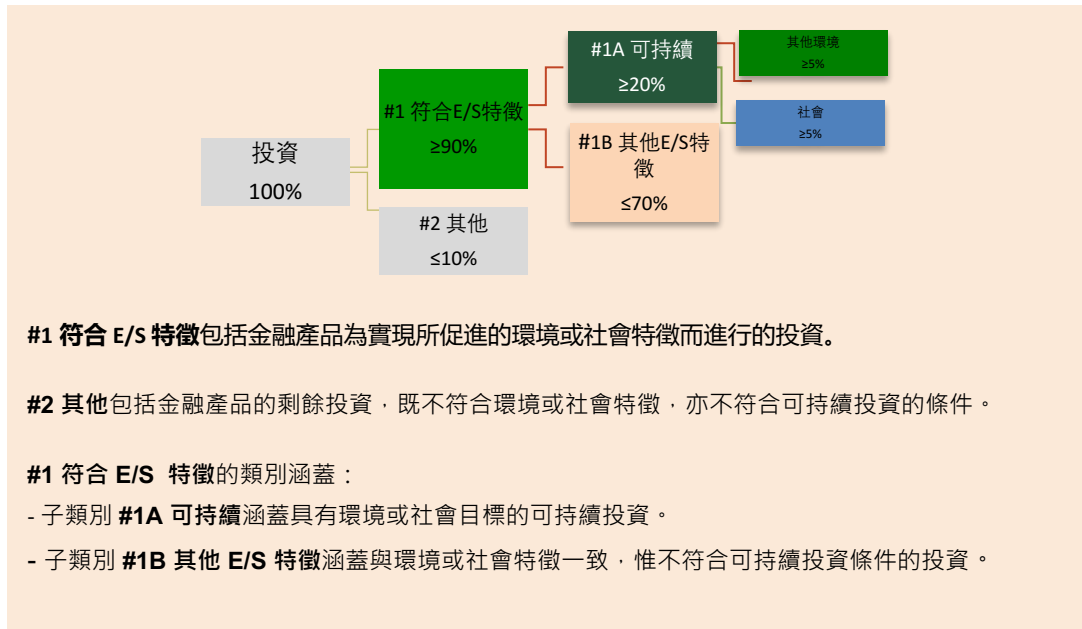 投資
100%
#1 符合E/S特徵
≥90%
#2 其他
≤10%
#1A 可持續
≥20%
#1B 其他E/S特
徵
≤70%
其他環境
≥5%
社會
≥5%
#1 符合 E/S 特徵包括金融產品為實現所促進的環境或社會特徵而進行的投資。
#2 其他包括金融產品的剩餘投資，既不符合環境或社會特徵，亦不符合可持續投資的條件。
#1 符合 E/S 特徵的類別涵蓋：
- 子類別 #1A 可持續涵蓋具有環境或社會目標的可持續投資。
- 子類別 #1B 其他 E/S 特徵涵蓋與環境或社會特徵一致，惟不符合可持續投資條件的投資。